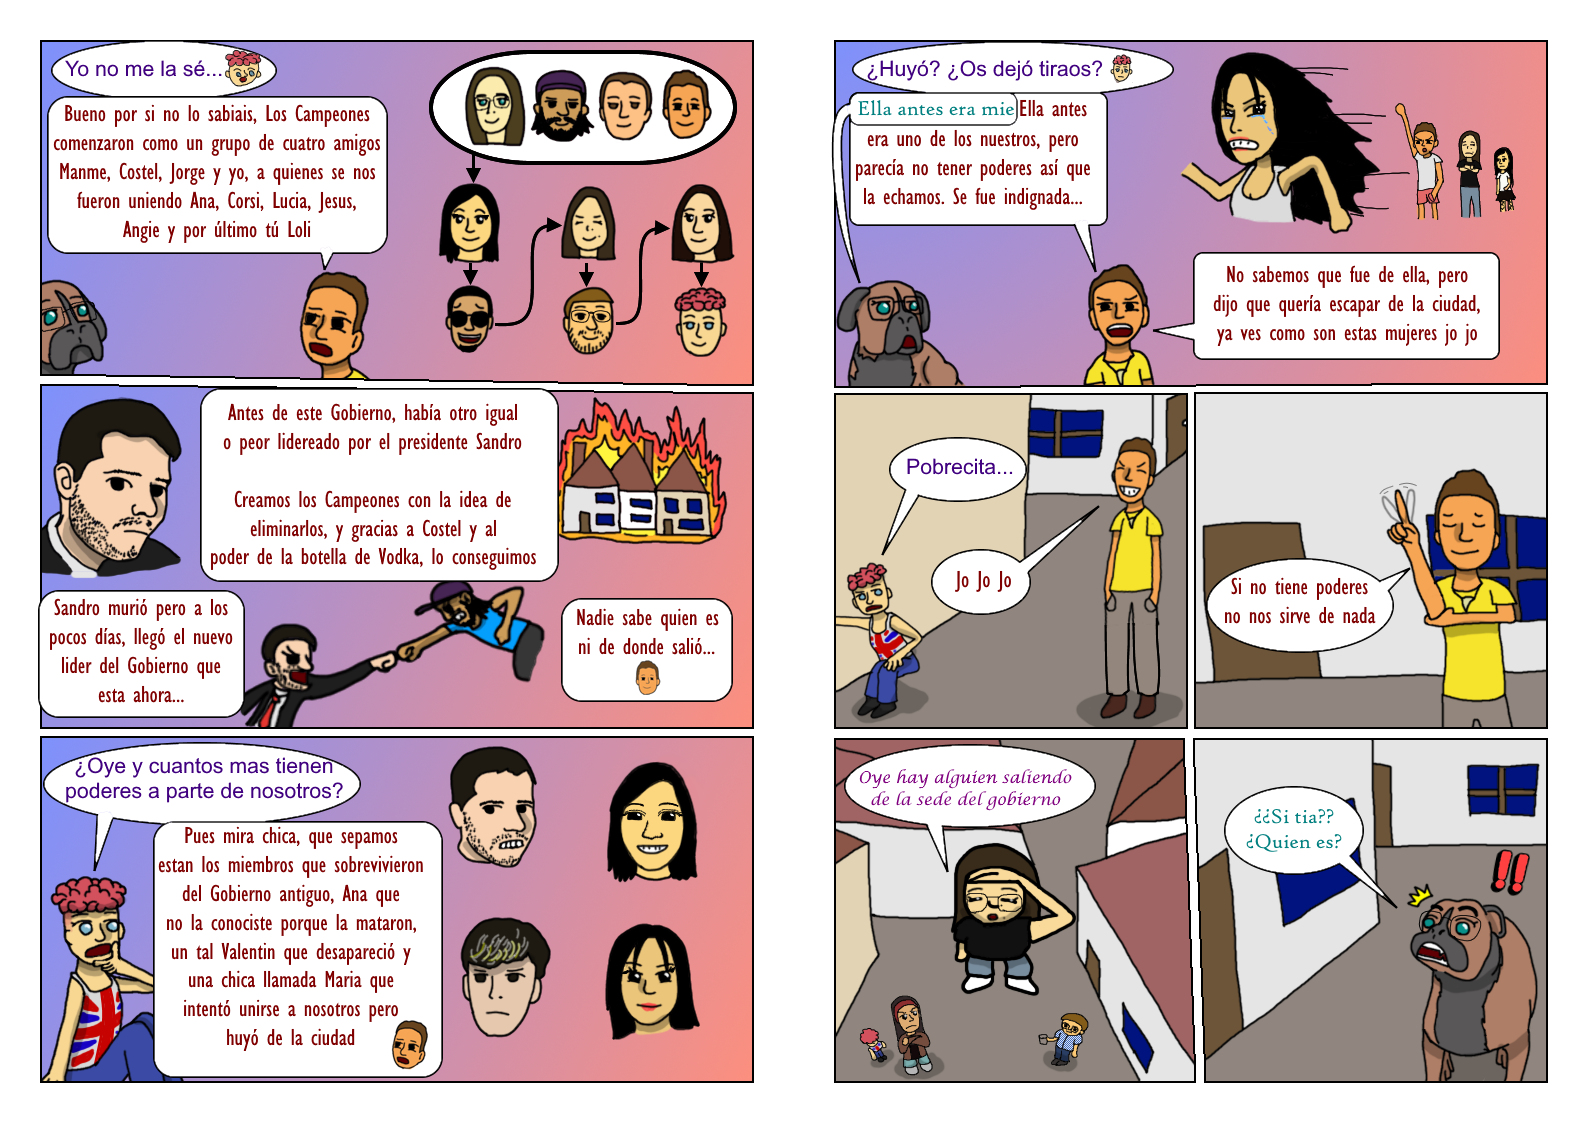 Yo no me la sé...
Bueno por si no lo sabiais, Los Campeones
comenzaron como un grupo de cuatro amigos
Manme, Costel, Jorge y yo, a quienes se nos
fueron uniendo Ana, Corsi, Lucia, Jesus,
Angie y por último tú Loli
Antes de este Gobierno, había otro igual
o peor lidereado por el presidente Sandro
Creamos los Campeones con la idea de
eliminarlos, y gracias a Costel y al
poder de la botella de Vodka, lo conseguimos
Sandro murió pero a los
pocos días, llegó el nuevo
lider del Gobierno que
esta ahora...
Nadie sabe quien es
ni de donde salió...
¿Oye y cuantos mas tienen
poderes a parte de nosotros?
Pues mira chica, que sepamos
estan los miembros que sobrevivieron
del Gobierno antiguo, Ana que
no la conociste porque la mataron,
un tal Valentin que desapareció y
una chica llamada Maria que
intentó unirse a nosotros pero
huyó de la ciudad
¿Huyó? ¿Os dejó tiraos?
Ella antes era mie
Ella antes
era uno de los nuestros, pero
parecía no tener poderes así que
la echamos. Se fue indignada...
No sabemos que fue de ella, pero
dijo que quería escapar de la ciudad,
ya ves como son estas mujeres jo jo
Pobrecita...
Jo Jo Jo
Si no tiene poderes
no nos sirve de nada
Oye hay alguien saliendo
de la sede del gobierno
¿¿Si tia??
¿Quien es?
!!